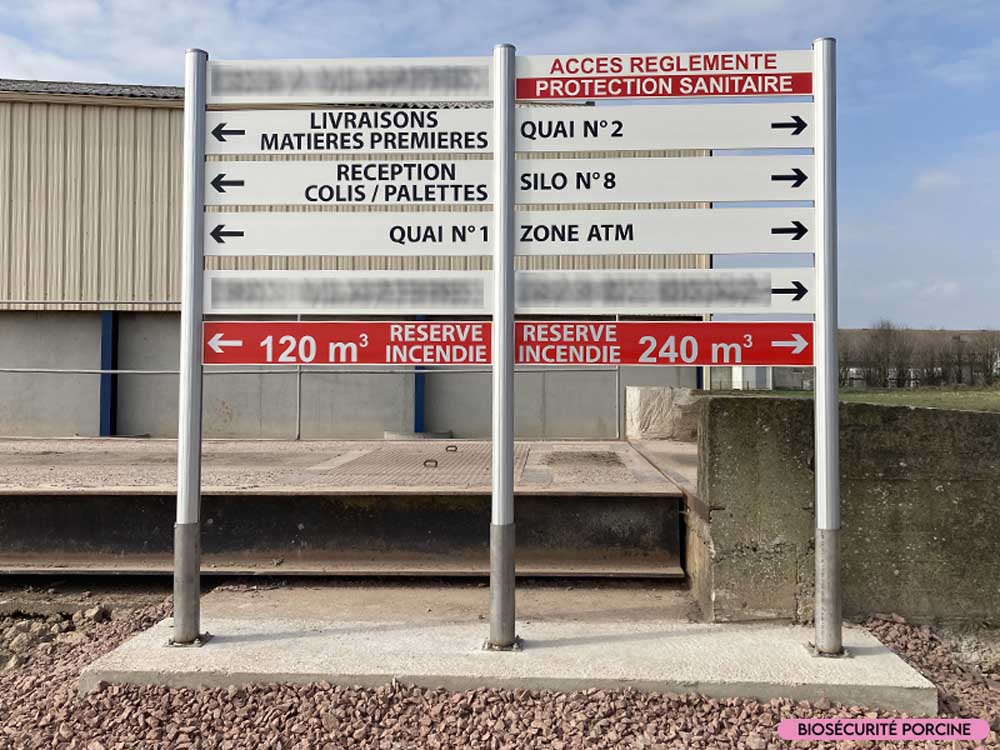 ACCES REGLEMENTE
PROTECTION SANITAIRE
LIVRAISONS
MATIERES PREMIERES
QUAI N°2
RECEPTION
COLIS / PALETTES
SILO N°8
QUAI N°1
ZONE ATM
120 m³ RESERVE
INCENDIE
RESERVE
INCENDIE 240 m³
BIOSÉCURITÉ PORCINE